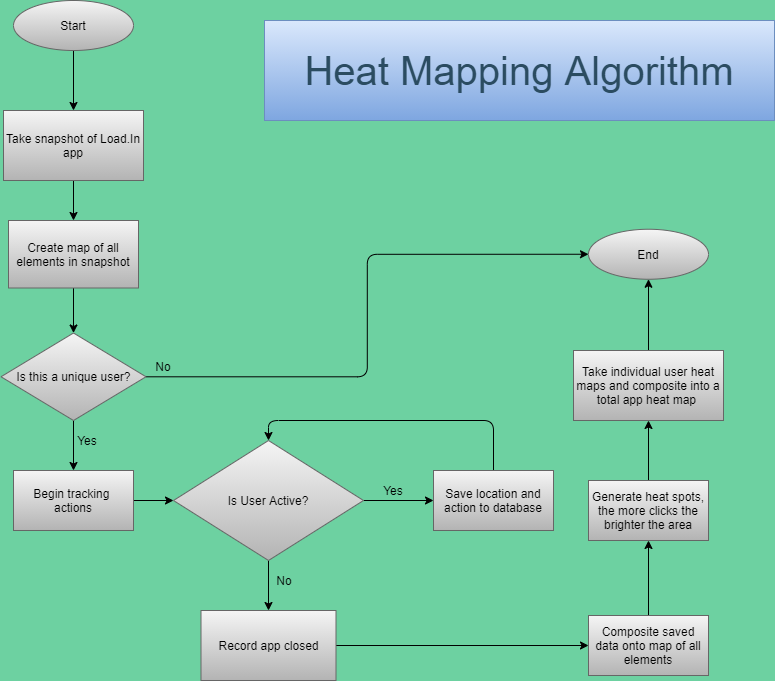 Start
Heat Mapping Algorithm
Take snapshot of Load.In
app
Create map of all
elements in snapshot
End
Is this a unique user?
No
Yes
Take individual user heat
maps and composite into a
total app heat map
Begin tracking
actions
Is User Active?
Yes
Save location and
action to database
Generate heat spots,
the more clicks the
brighter the area
No
Record app closed
Composite saved
data onto map of all
elements